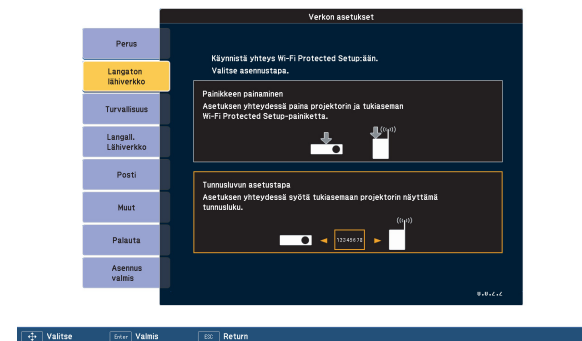 Verkon asetukset
Perus
Langaton
lähiverkko
Turvallisuus
Langall.
Lähiverkko
Posti
Muut
Palauta
Asennus
valmis
Käynnistä yhteys Wi-Fi Protected Setup:ään.
Valitse asennustapa.
Painikkeen painaminen
Asetuksen yhteydessä paina projektorin ja tukiaseman
Wi-Fi Protected Setup-painiketta.
Tunnusluvun asetustapa
Asetuksen yhteydessä syötä tukiasemaan projektorin näyttämä
tunnusluku.
12345678
Valitse
Enter Valmis
ESC Return